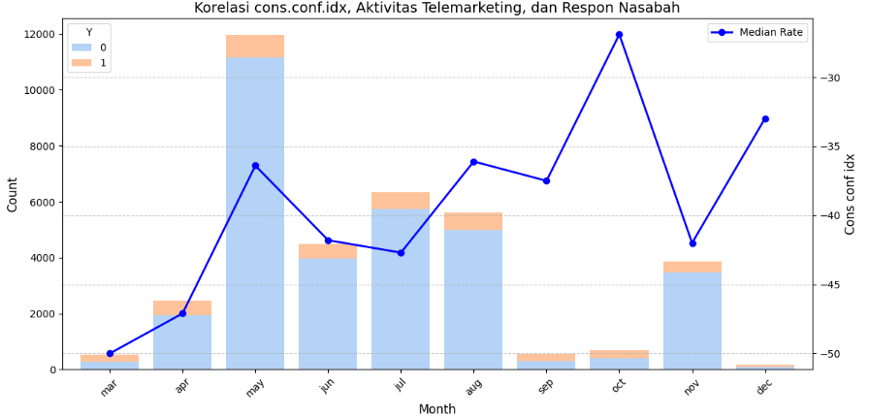 Korelasi cons.conf.idx, Aktivitas Telemarketing, dan Respon Nasabah
Y
0
1
Median Rate
12000
10000
8000
6000
4000
2000
0
Count
−30
−35
−40
−45
−50
Cons conf idx
mar apr may jun jul aug sep oct nov dec
Month